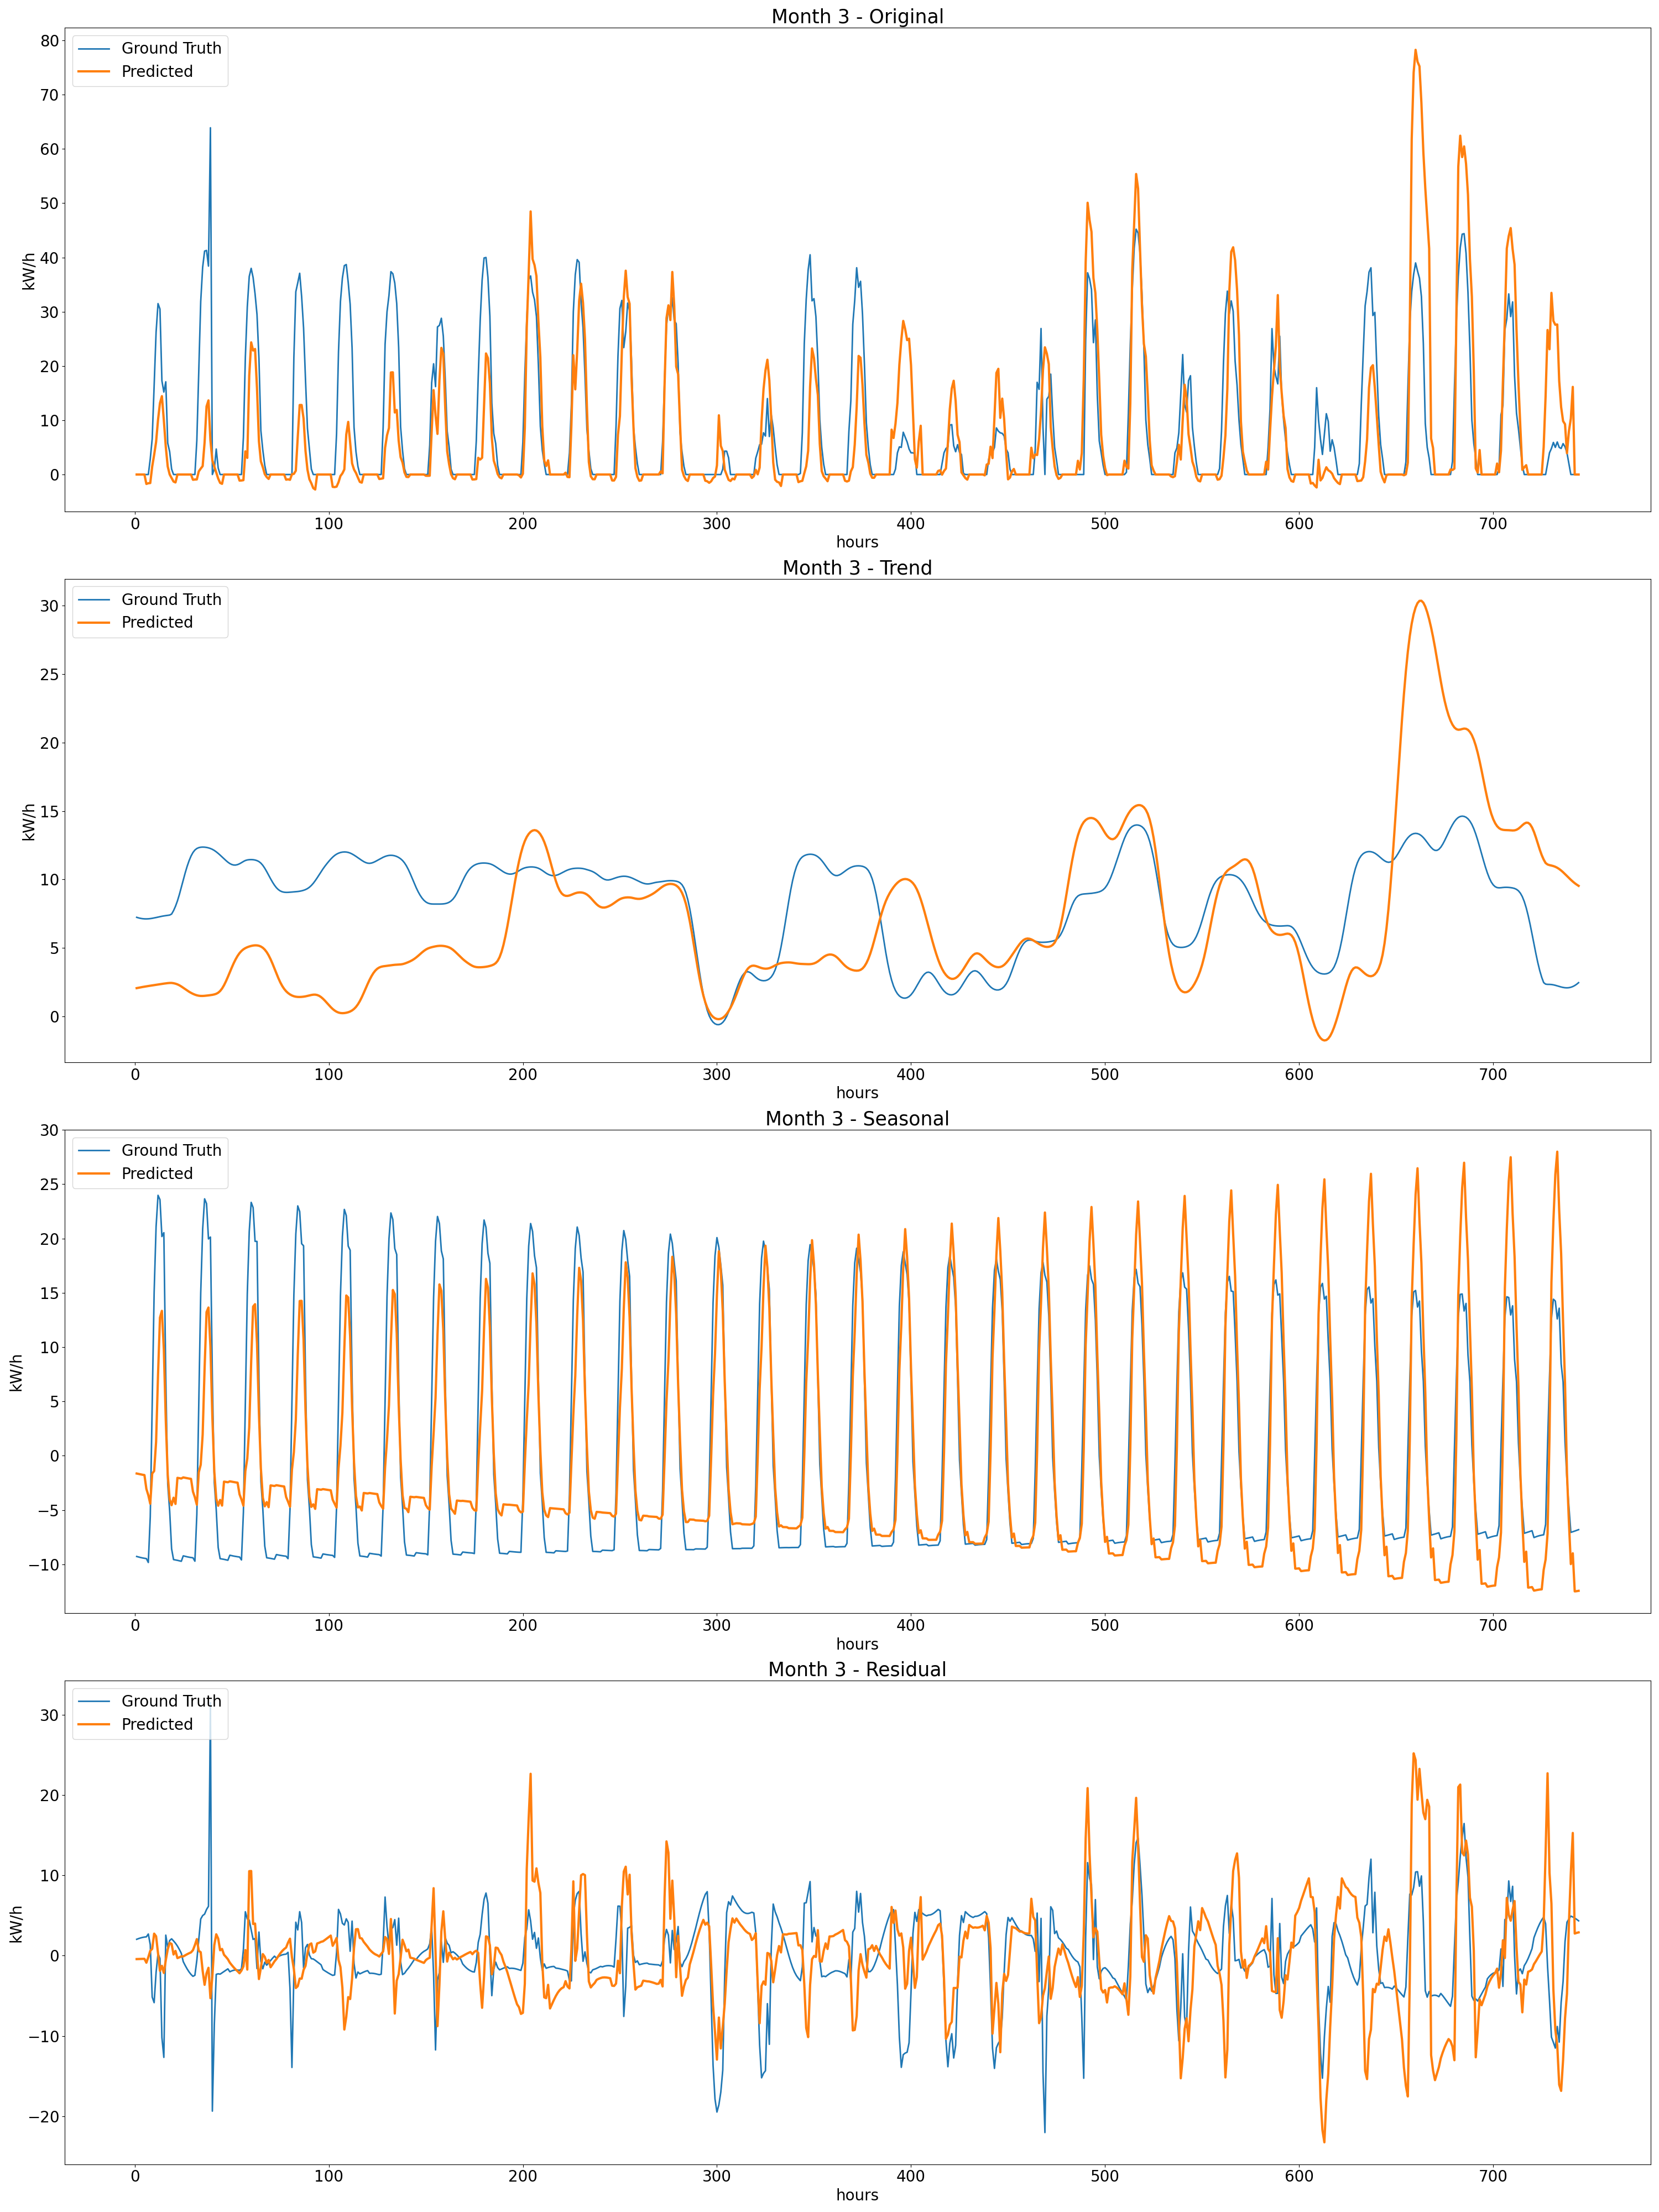 Month 3 - Original
Ground Truth
Predicted
80
70
60
50
40
30
20
10
0
kW/h
0 100 200 300 400 500 600 700
hours
Month 3 - Trend
Ground Truth
Predicted
30
25
20
15
10
5
0
kW/h
0 100 200 300 400 500 600 700
hours
Month 3 - Seasonal
Ground Truth
Predicted
30
25
20
15
10
5
0
−5
−10
kW/h
0 100 200 300 400 500 600 700
hours
Month 3 - Residual
Ground Truth
Predicted
30
20
10
0
−10
−20
kW/h
0 100 200 300 400 500 600 700
hours